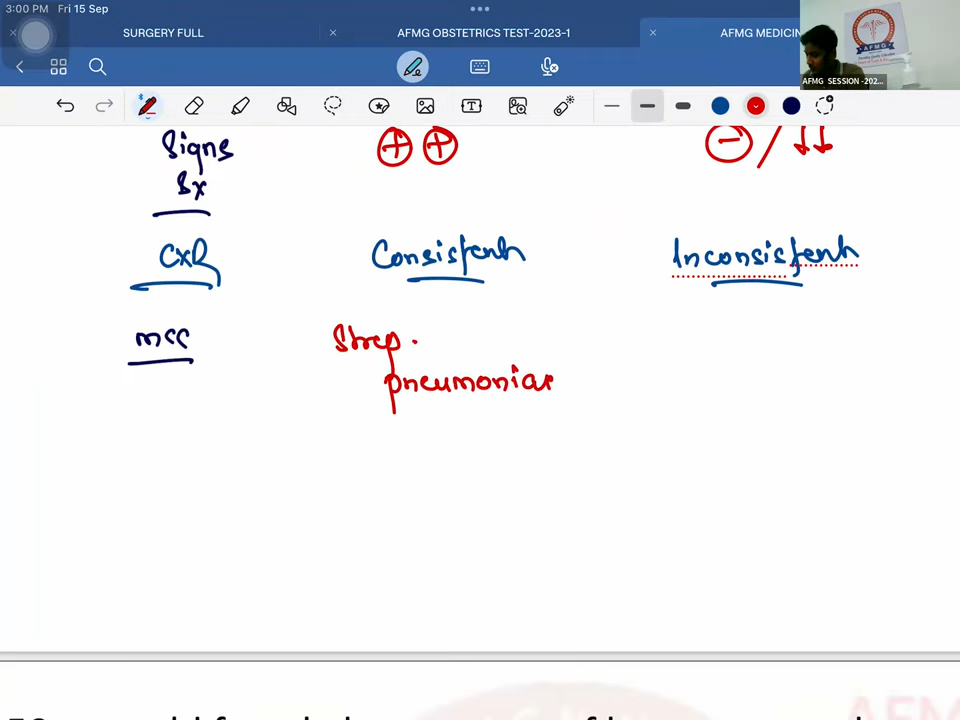 3:00 PM Fri 15 Sep
SURGERY FULL
AFMG OBSTETRICS TEST-2023-1
AFMG MEDICIN
AFMG
AFMG SESSION -202...
Signs
Sx
CXR
Consistent
Inconsistent
mcc
Strep.
pneumoniae